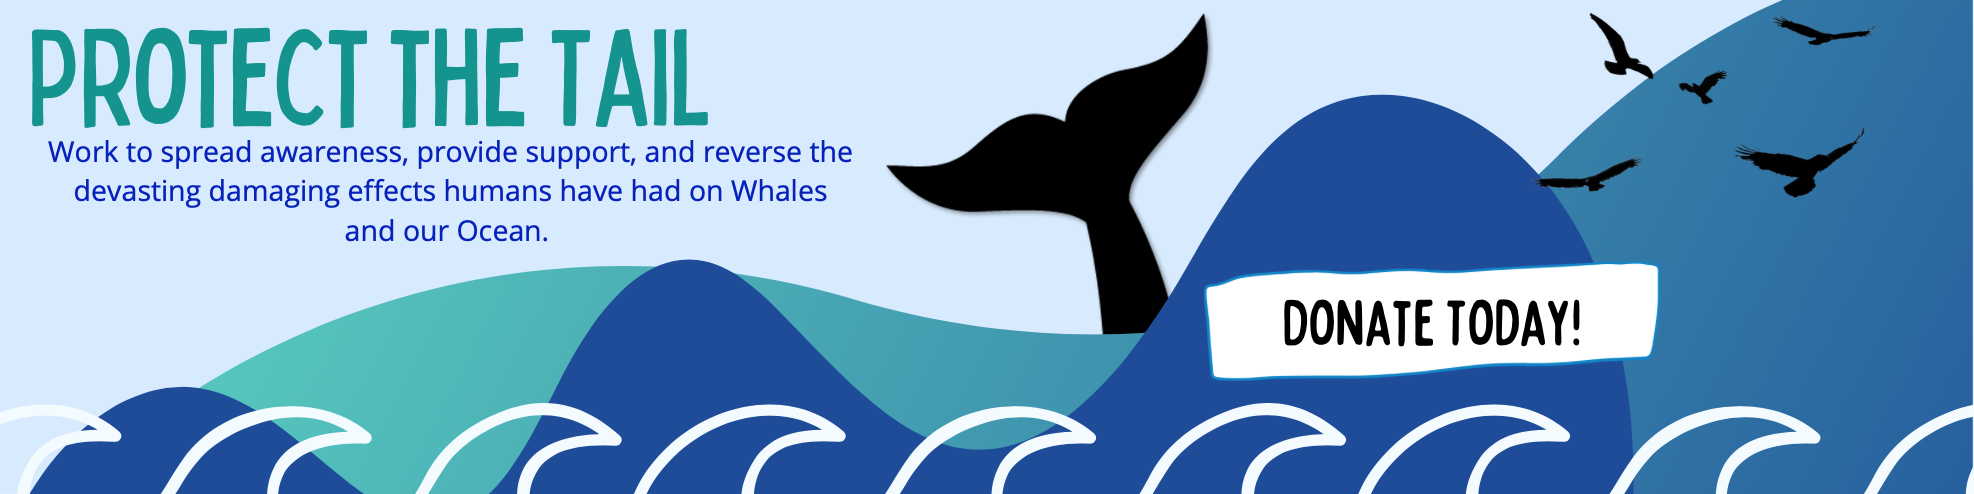 PROTECT THE TAIL
Work to spread awareness, provide support, and reverse the
devasting damaging effects humans have had on Whales
and our Ocean.
DONATE TODAY!